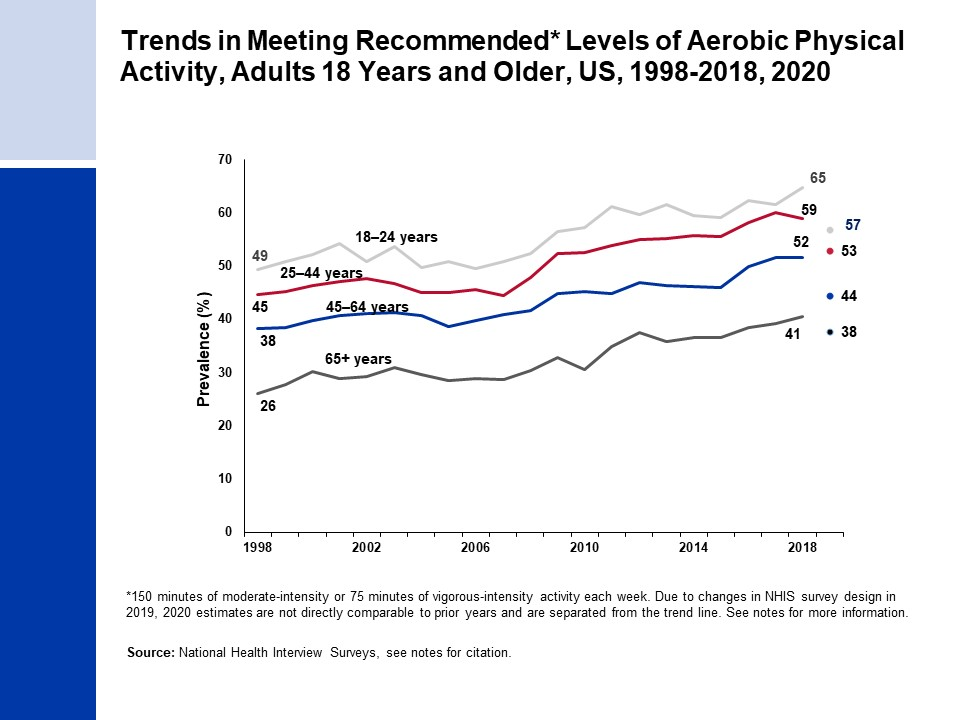 Trends in Meeting Recommended* Levels of Aerobic Physical
Activity, Adults 18 Years and Older, US, 1998-2018, 2020
Prevalence (%)
70
60
50
40
30
20
10
0
1998 2002 2006 2010 2014 2018
18–24 years
25–44 years
45–64 years
65+ years
49
45
38
26
65
59
52
41
57
53
44
38
*150 minutes of moderate-intensity or 75 minutes of vigorous-intensity activity each week. Due to changes in NHIS survey design in
2019, 2020 estimates are not directly comparable to prior years and are separated from the trend line. See notes for more information.
Source: National Health Interview Surveys, see notes for citation.